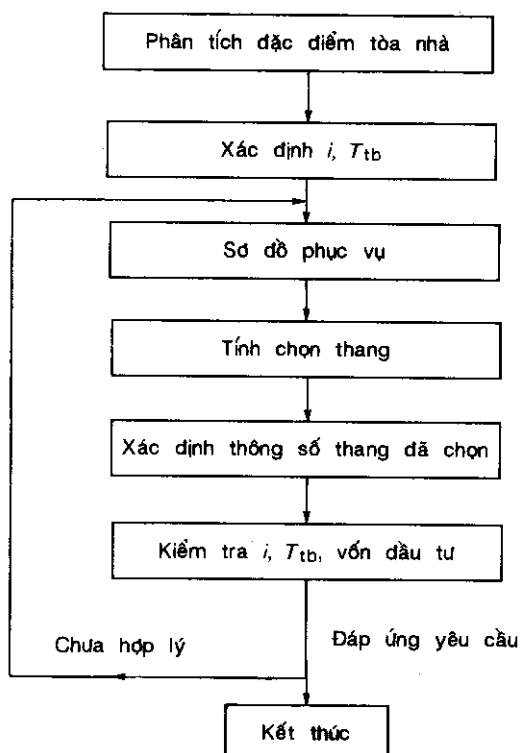 Phân tích đặc điểm tòa nhà
Xác định i, Ttb
Sơ đồ phục vụ
Tính chọn thang
Xác định thông số thang đã chọn
Kiểm tra i, Ttb, vốn đầu tư
Chưa hợp lý
Đáp ứng yêu cầu
Kết thúc